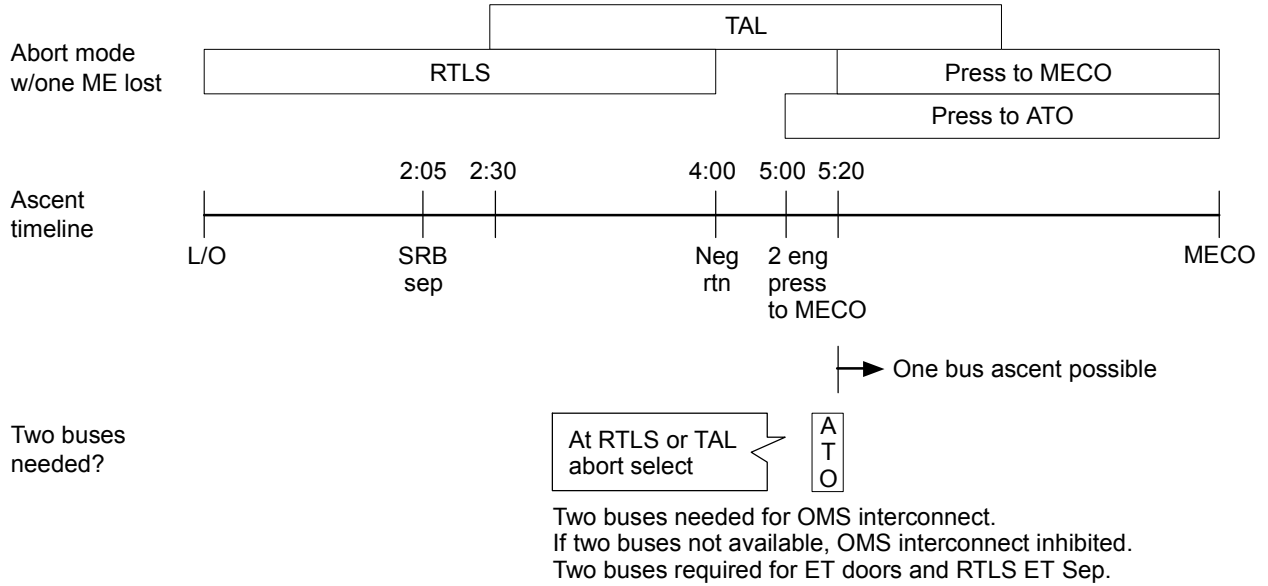 TAL
Abort mode
w/one ME lost
RTLS
Press to MECO
Press to ATO
2:05
2:30
4:00
5:00
5:20
Ascent
timeline
L/O
SRB
sep
Neg
rtn
2 eng
press
to MECO
MECO
One bus ascent possible
Two buses
needed?
At RTLS or TAL
abort select
A
T
O
Two buses needed for OMS interconnect.
If two buses not available, OMS interconnect inhibited.
Two buses required for ET doors and RTLS ET Sep.